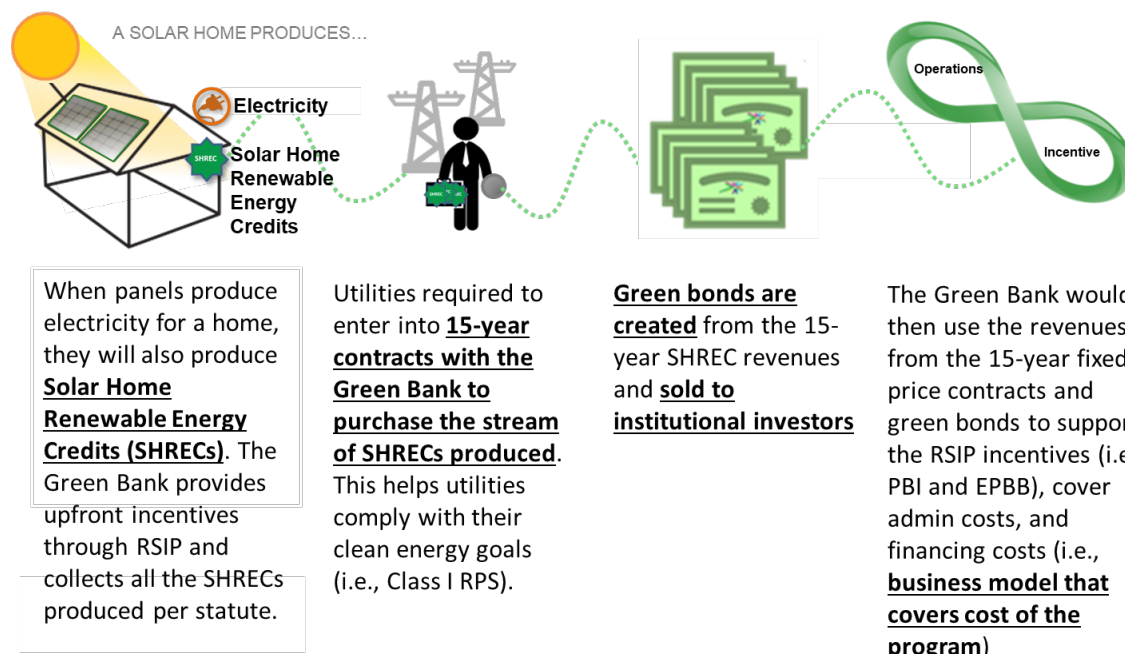 A SOLAR HOME PRODUCES...
Electricity
SHREC
Solar Home
Renewable
Energy
Credits
SHREC
Operations
Incentive
When panels produce
electricity for a home,
they will also produce
Solar Home
Renewable Energy
Credits (SHRECs). The
Green Bank provides
upfront incentives
through RSIP and
collects all the SHRECs
produced per statute.
Utilities required to
enter into 15-year
contracts with the
Green Bank to
purchase the stream
of SHRECs produced.
This helps utilities
comply with their
clean energy goals
(i.e., Class I RPS).
Green bonds are
created from the 15-
year SHREC revenues
and sold to
institutional investors
The Green Bank would
then use the revenues
from the 15-year fixed
price contracts and
green bonds to suppor
the RSIP incentives (i.e
PBI and EPBB), cover
admin costs, and
financing costs (i.e.,
business model that
covers cost of the
program)